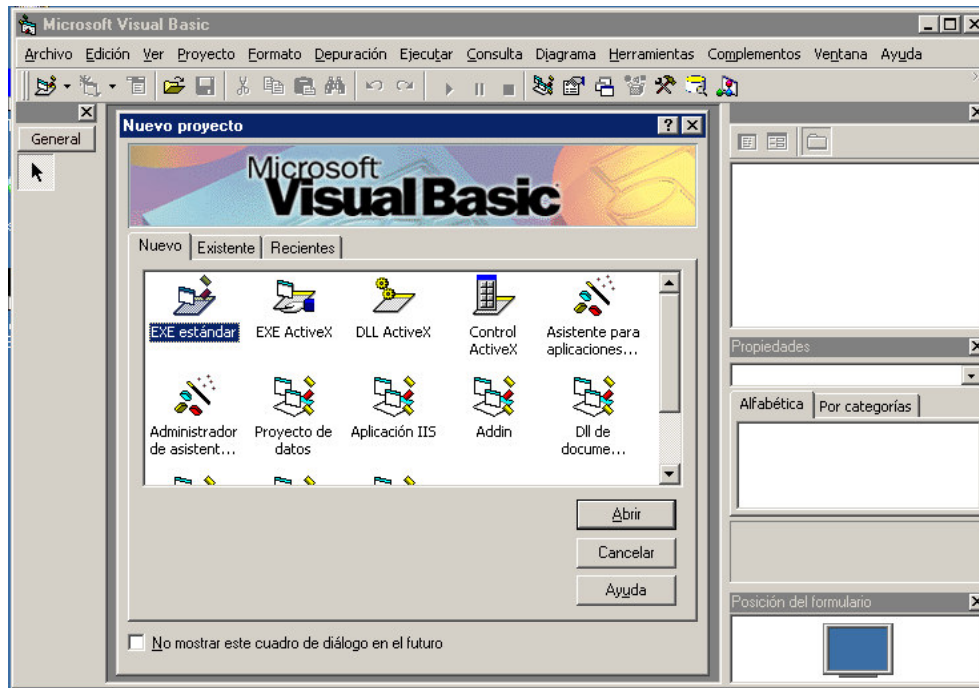 Microsoft Visual Basic
Archivo Edición Ver Proyecto Formato Depuración Ejecutar Consulta Diagrama Herramientas Complementos Ventana Ayuda
General
Nuevo proyecto
Microsoft
Visual Basic
Nuevo Existente Recientes
EXE estándar EXE ActiveX DLL ActiveX Control ActiveX Asistente para aplicaciones...
Administrador de asistent... Proyecto de datos Aplicación IIS Addin Dll de docume...
Abrir
Cancelar
Ayuda
No mostrar este cuadro de diálogo en el futuro
Propiedades
Alfabética Por categorías
Posición del formulario